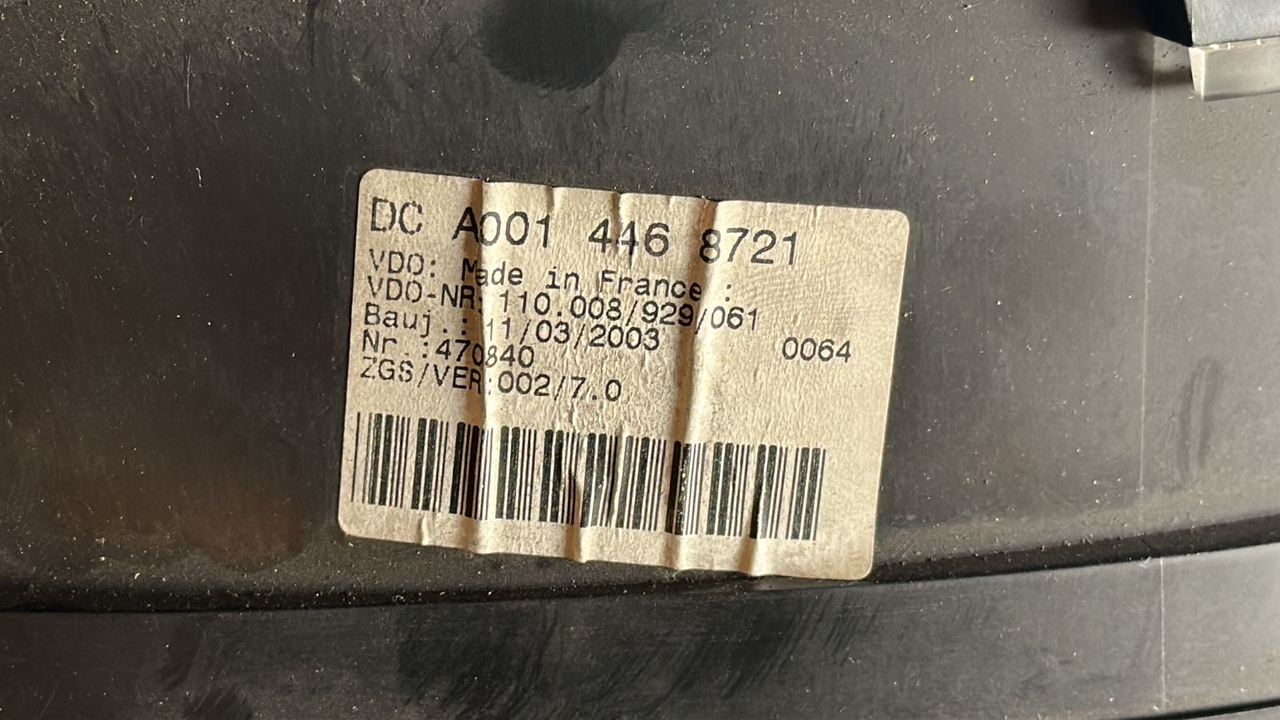 DC A001 446 8721
VDO: Made in France :
VDO-NR:110.008/929/061
Bauj.: 11/03/2003 0064
Nr.:470840
ZGS/VER:002/7.0